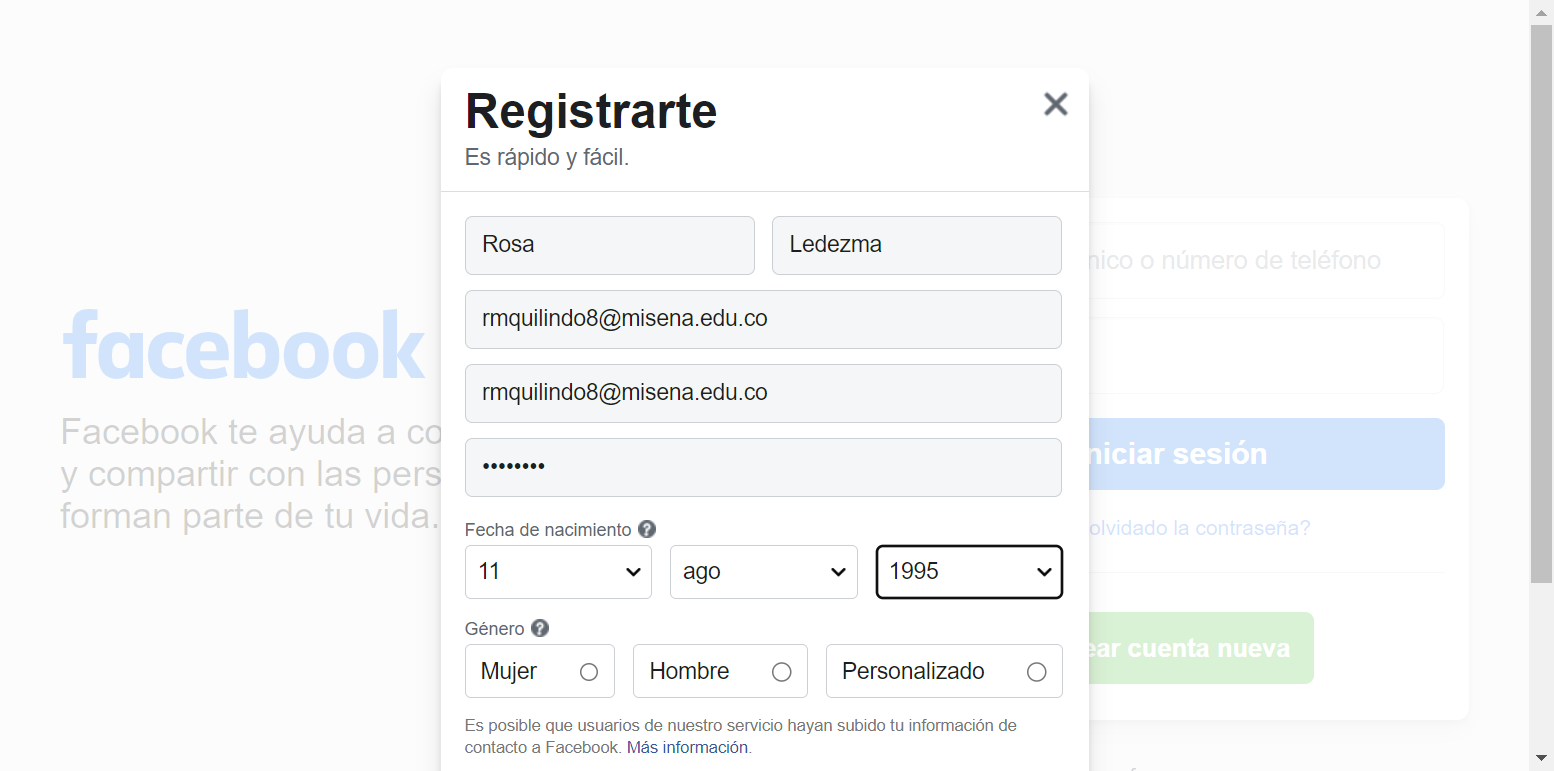 Registrarte
Es rápido y fácil.
Rosa
Ledezma
rmquilindo8@misena.edu.co
rmquilindo8@misena.edu.co
••••••••
Fecha de nacimiento
11
ago
1995
Género
Mujer
Hombre
Personalizado
Es posible que usuarios de nuestro servicio hayan subido tu información de
contacto a Facebook. Más información.
facebook
Facebook te ayuda a co
y compartir con las pers
forman parte de tu vida.
nico o número de teléfono
niciar sesión
olvidado la contraseña?
ear cuenta nueva